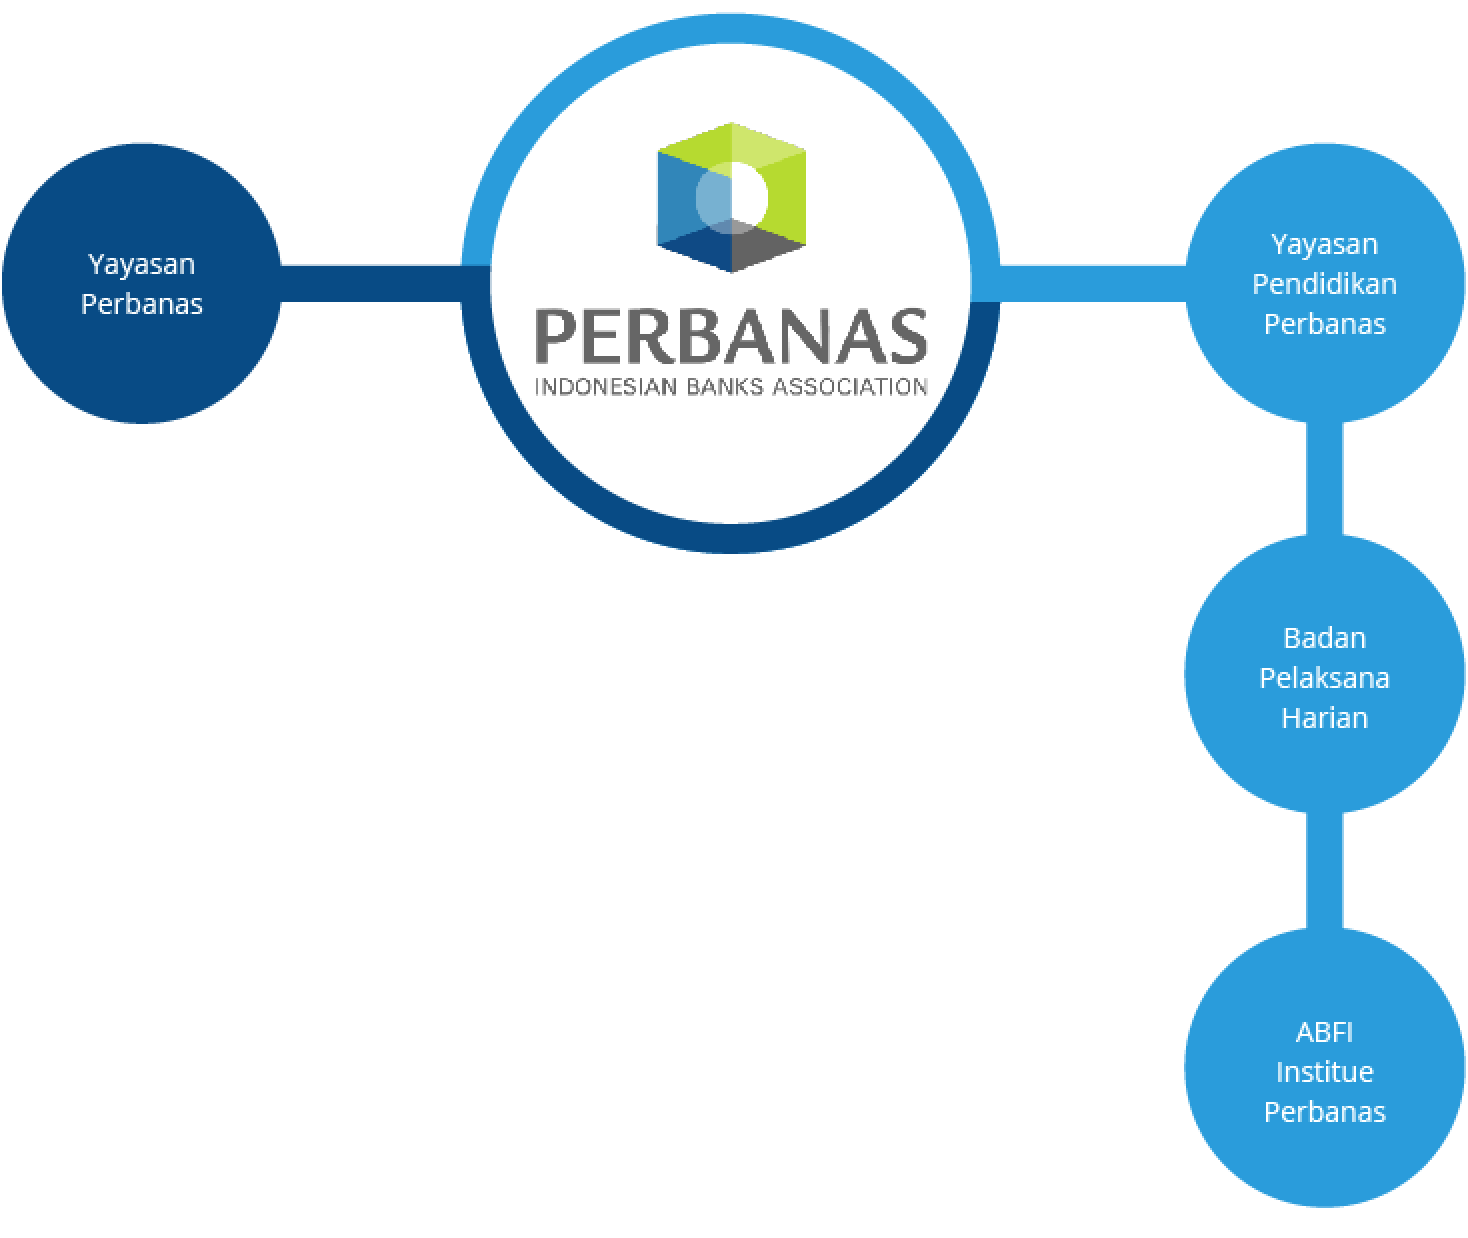 Yayasan
Perbanas
PERBANAS
INDONESIAN BANKS ASSOCIATION
Yayasan
Pendidikan
Perbanas
Badan
Pelaksana
Harian
ABFI
Institue
Perbanas